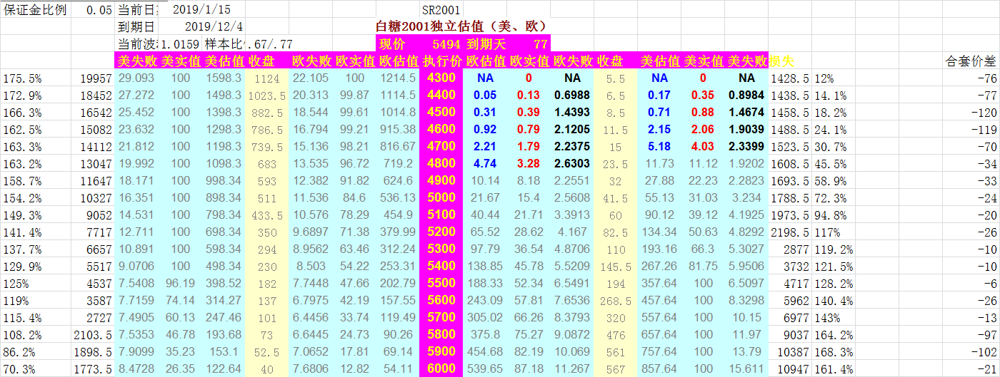 保证金比例 0.05 当前日 2019/1/15 SR2001
到期日 2019/12/4 白糖2001独立估值（美、欧）
当前波 1.0159 样本比 .67/.77 现价 5494 到期天 77
美失败 美实值 美估值 收盘 欧失败 欧实值 欧估值 执行价 欧估值 欧实值 欧失败 收盘 美估值 美实值 美失败 损失 合套价差
175.5% 19957 29.093 100 1598.3 1124 22.105 100 1214.5 4300 NA 0 NA 5.5 NA 0 NA 1428.5 12% -76
172.9% 18452 27.272 100 1498.3 1023.5 20.313 99.87 1114.5 4400 0.05 0.13 0.6988 6.5 0.17 0.35 0.8984 1438.5 14.1% -77
166.3% 16542 25.452 100 1398.3 882.5 18.544 99.61 1014.8 4500 0.31 0.39 1.4393 8.5 0.71 0.88 1.4674 1458.5 18.2% -120
162.5% 15082 23.632 100 1298.3 786.5 16.794 99.21 915.38 4600 0.92 0.79 2.1205 11.5 2.15 2.06 1.9039 1488.5 24.1% -119
163.3% 14112 21.812 100 1198.3 739.5 15.136 98.21 816.67 4700 2.21 1.79 2.2375 15 5.18 4.03 2.3399 1523.5 30.7% -70
163.2% 13047 19.992 100 1098.3 683 13.535 96.72 719.2 4800 4.74 3.28 2.6303 23.5 11.73 11.12 1.9202 1608.5 45.5% -34
158.7% 11647 18.171 100 998.34 593 12.382 91.82 624.6 4900 10.14 8.18 2.2551 32 27.88 22.23 2.2823 1693.5 58.9% -33
154.2% 10327 16.351 100 898.34 511 11.536 84.6 536.13 5000 21.67 15.4 2.5608 41.5 55.13 31.03 3.234 1788.5 72.3% -24
149.3% 9052 14.531 100 798.34 433.5 10.576 78.29 454.9 5100 40.44 21.71 3.3913 60 90.12 39.12 4.1925 1973.5 94.8% -20
141.4% 7717 12.711 100 698.34 350 9.6897 71.38 379.99 5200 65.52 28.62 4.167 82.5 134.34 50.63 4.8292 2198.5 117% -26
137.7% 6657 10.891 100 598.34 294 8.9562 63.46 312.24 5300 97.79 36.54 4.8706 110 193.16 66.3 5.3027 2877 119.2% -10
129.9% 5517 9.0706 100 498.34 230 8.503 54.22 253.31 5400 138.85 45.78 5.5209 145.5 267.26 81.75 5.9506 3732 121.5% -10
125% 4537 7.5408 96.19 398.52 182 7.7448 47.66 202.79 5500 188.33 52.34 6.5491 194 357.64 100 6.5097 4717 128.2% -6
119% 3587 7.7159 74.14 314.27 137 6.7975 42.19 157.55 5600 243.09 57.81 7.6536 268.5 457.64 100 8.3298 5962 140.4% -26
115.4% 2727 7.4905 60.13 247.46 101 6.4456 33.74 119.49 5700 305.02 66.26 8.3793 320 557.64 100 10.15 6977 143% -13
108.2% 2103.5 7.5353 46.78 193.68 73 6.6445 24.73 90.26 5800 375.8 75.27 9.0872 476 657.64 100 11.97 9037 164.2% -97
86.2% 1898.5 7.9099 35.23 153.1 52.5 7.0652 17.81 69.14 5900 454.68 82.19 10.069 561 757.64 100 13.79 10387 168.3% -102
70.3% 1773.5 8.4728 26.35 122.64 40 7.6806 12.82 54.11 6000 539.65 87.18 11.267 567 857.64 100 15.611 10947 161.4% -21